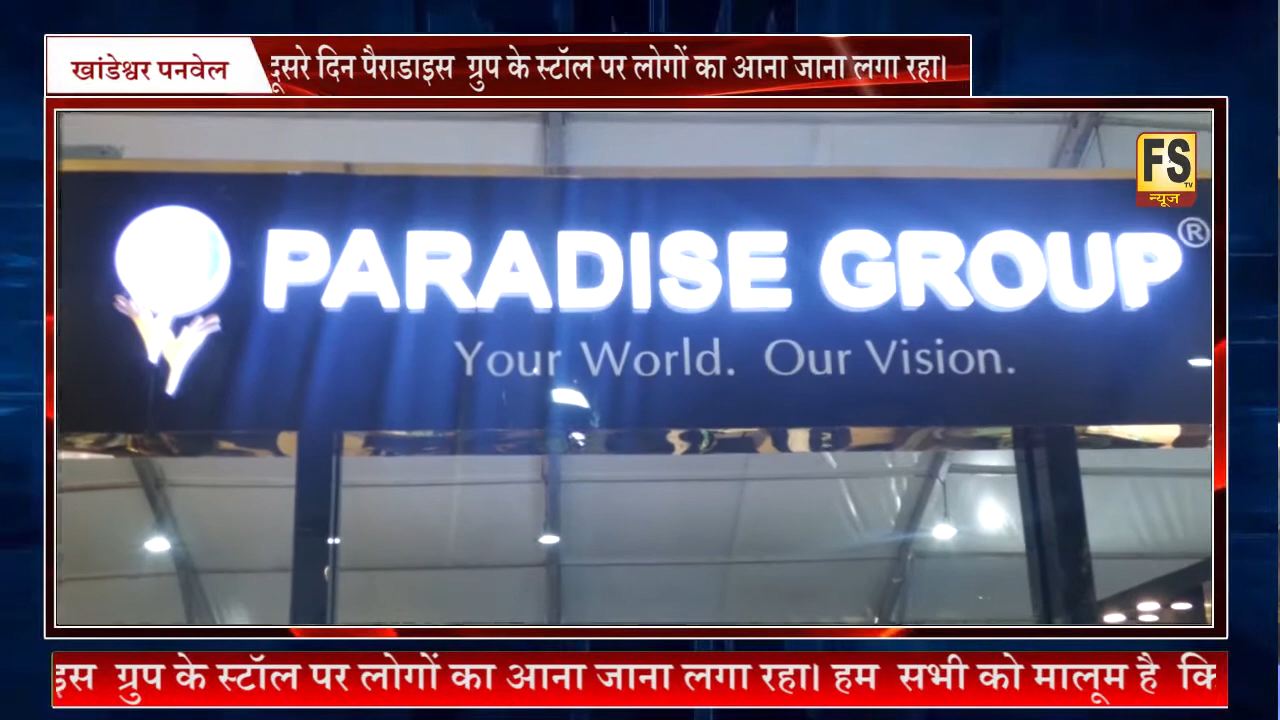 खांडेश्वर पनवेल
दूसरे दिन पैराडाइस ग्रुप के स्टॉल पर लोगों का आना जाना लगा रहा।
FS
TV
न्यूज
PARADISE GROUP®
Your World. Our Vision.
इस ग्रुप के स्टॉल पर लोगों का आना जाना लगा रहा। हम सभी को मालूम है कि